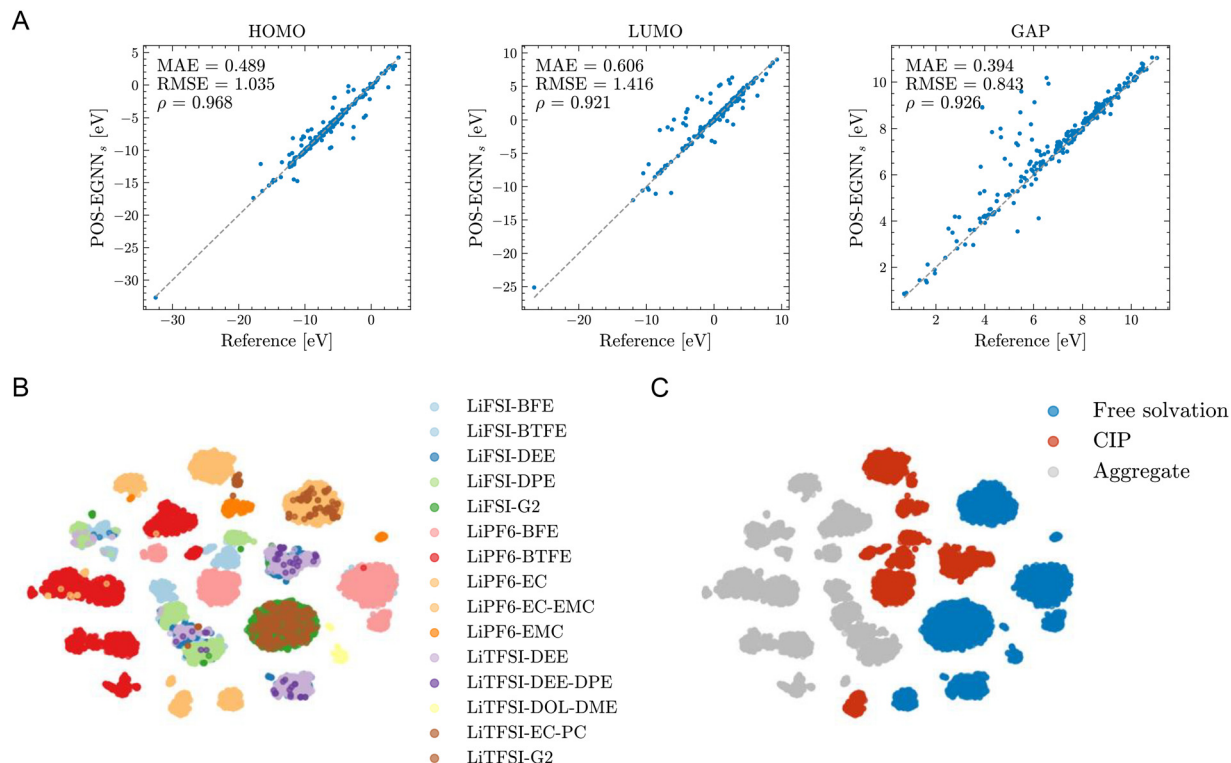 A
HOMO
MAE = 0.489
RMSE = 1.035
ρ = 0.968
5
0
−5
−10
−15
−20
−25
−30
POS-EGNNₛ [eV]
−30 −20 −10 0
Reference [eV]
LUMO
MAE = 0.606
RMSE = 1.416
ρ = 0.921
10
5
0
−5
−10
−15
−20
−25
POS-EGNNₛ [eV]
−20 −10 0 10
Reference [eV]
GAP
MAE = 0.394
RMSE = 0.843
ρ = 0.926
10
8
6
4
2
POS-EGNNₛ [eV]
2 4 6 8 10
Reference [eV]
B
LiFSI-BFE
LiFSI-BTFE
LiFSI-DEE
LiFSI-DPE
LiFSI-G2
LiPF6-BFE
LiPF6-BTFE
LiPF6-EC
LiPF6-EC-EMC
LiPF6-EMC
LiTFSI-DEE
LiTFSI-DEE-DPE
LiTFSI-DOL-DME
LiTFSI-EC-PC
LiTFSI-G2
C
Free solvation
CIP
Aggregate